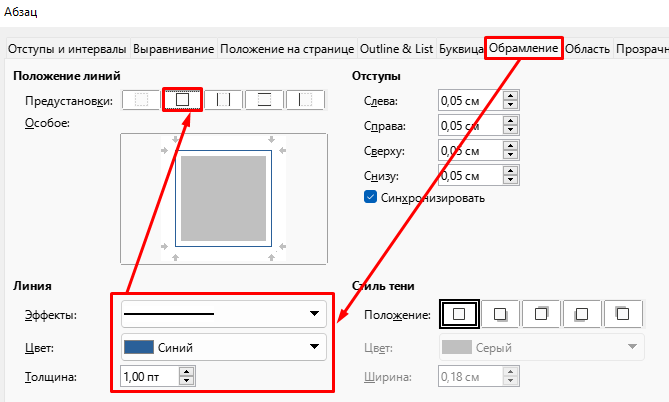 Абзац
Отступы и интервалы Выравнивание Положение на странице Outline & List Буквица Обрамление Область Прозрачн
Положение линий
Предустановки:
Особое:
Отступы
Слева: 0,05 см
Справа: 0,05 см
Сверху: 0,05 см
Снизу: 0,05 см
Синхронизировать
Линия
Эффекты:
Цвет: Синий
Толщина: 1,00 пт
Стиль тени
Положение:
Цвет: Серый
Ширина: 0,18 см